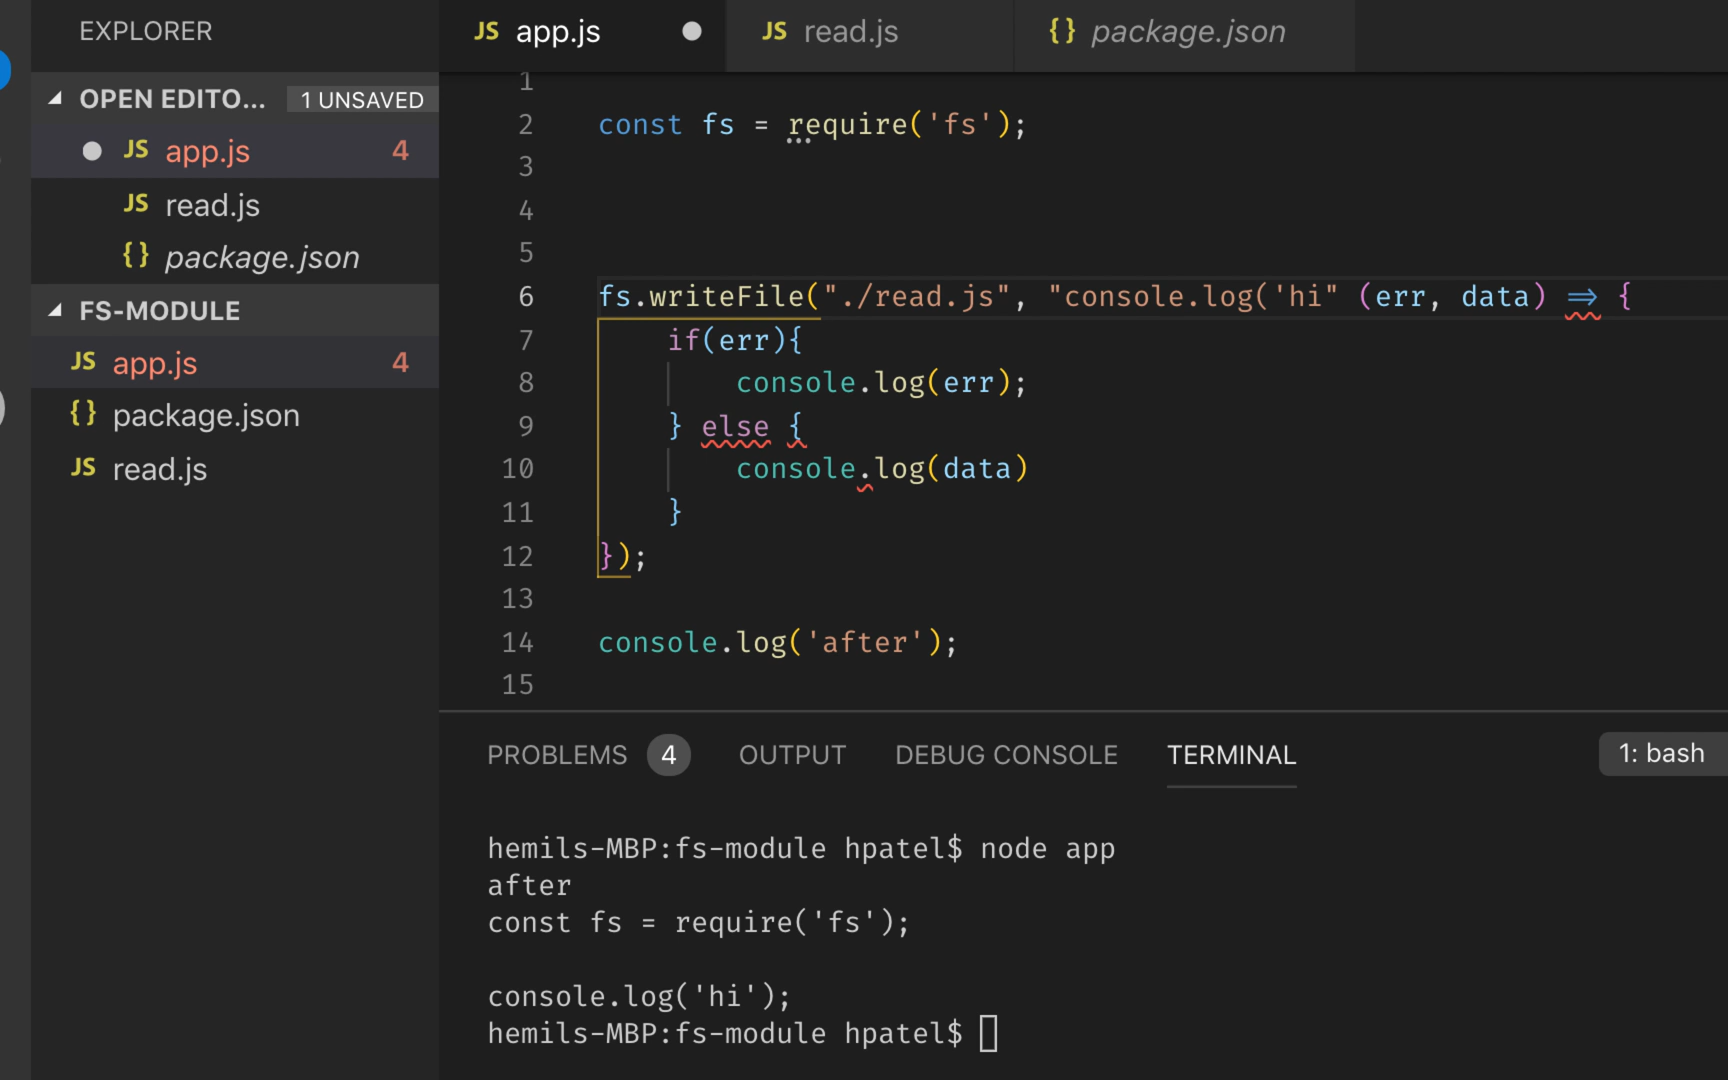 EXPLORER
OPEN EDITO... 1 UNSAVED
JS app.js 4
JS read.js
{} package.json
FS-MODULE
JS app.js 4
{} package.json
JS read.js
JS app.js
JS read.js
{} package.json
1
2 const fs = require('fs');
3
4
5
6 fs.writeFile("./read.js", "console.log('hi" (err, data) => {
7 if(err){
8 console.log(err);
9 } else {
10 console.log(data)
11 }
12 });
13
14 console.log('after');
15
PROBLEMS 4 OUTPUT DEBUG CONSOLE TERMINAL 1: bash
hemils-MBP:fs-module hpatel$ node app
after
const fs = require('fs');
console.log('hi');
hemils-MBP:fs-module hpatel$